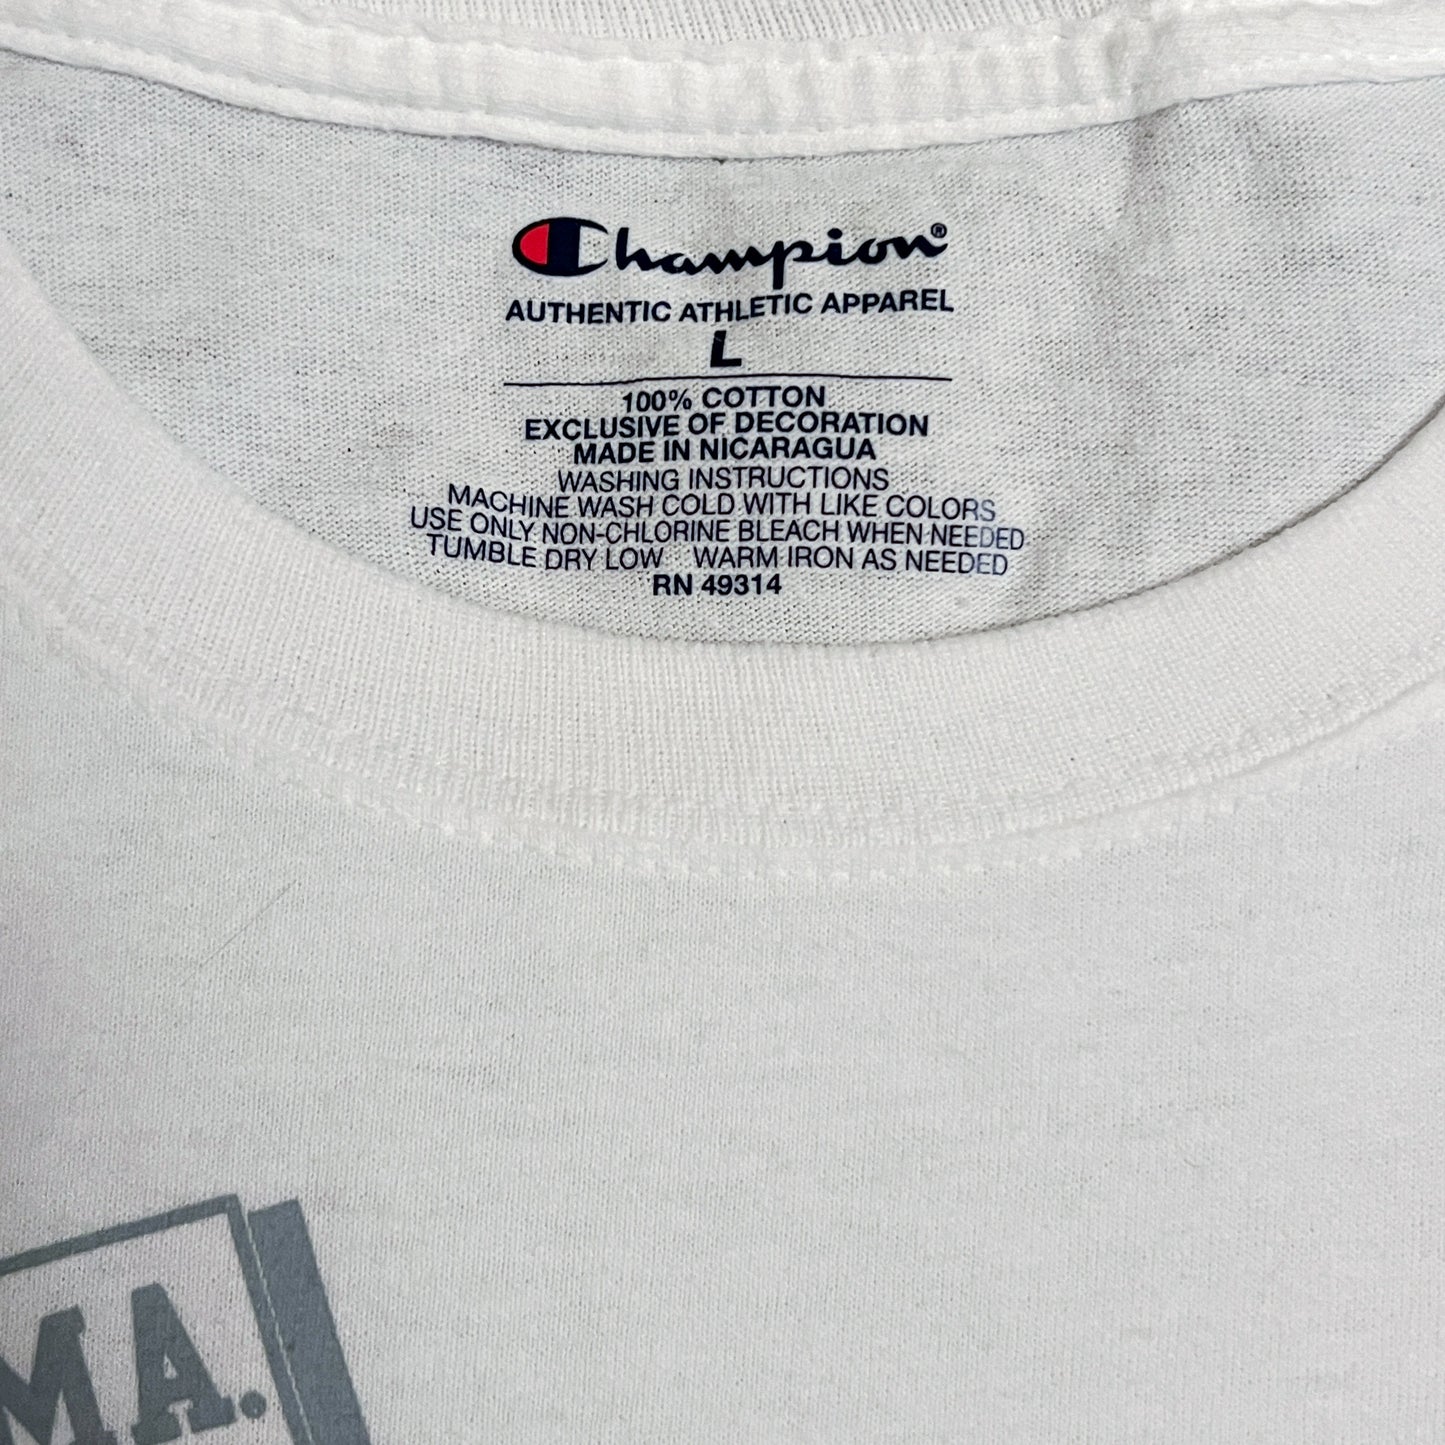 Champion®
AUTHENTIC ATHLETIC APPAREL
L
100% COTTON
EXCLUSIVE OF DECORATION
MADE IN NICARAGUA
WASHING INSTRUCTIONS
MACHINE WASH COLD WITH LIKE COLORS
USE ONLY NON-CHLORINE BLEACH WHEN NEEDED
TUMBLE DRY LOW WARM IRON AS NEEDED
RN 49314
MA.